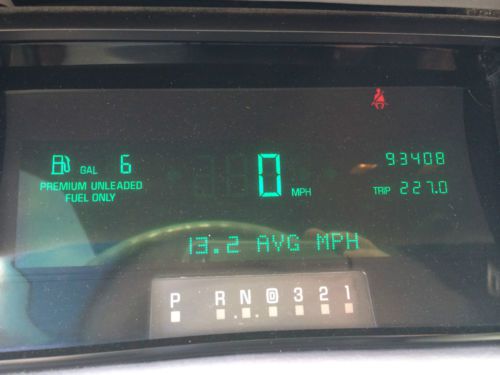 GAL 6
PREMIUM UNLEADED
FUEL ONLY
0 MPH
93408
TRIP 227.0
13.2 AVG MPH
P R N D 3 2 1